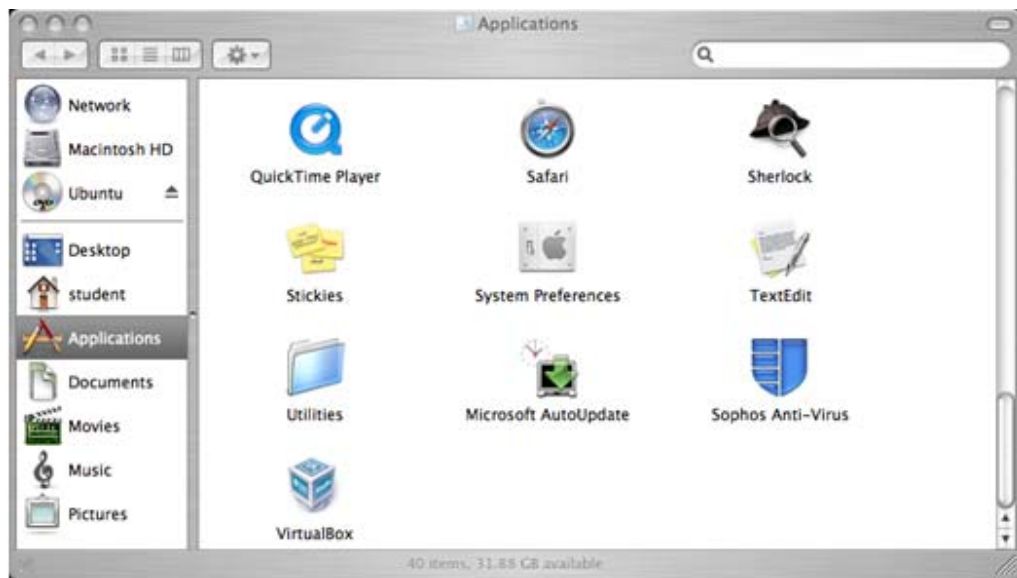 Applications
Network
Macintosh HD
Ubuntu
Desktop
student
Applications
Documents
Movies
Music
Pictures
QuickTime Player
Safari
Sherlock
Stickies
System Preferences
TextEdit
Utilities
Microsoft AutoUpdate
Sophos Anti-Virus
VirtualBox
40 items, 31.88 GB available